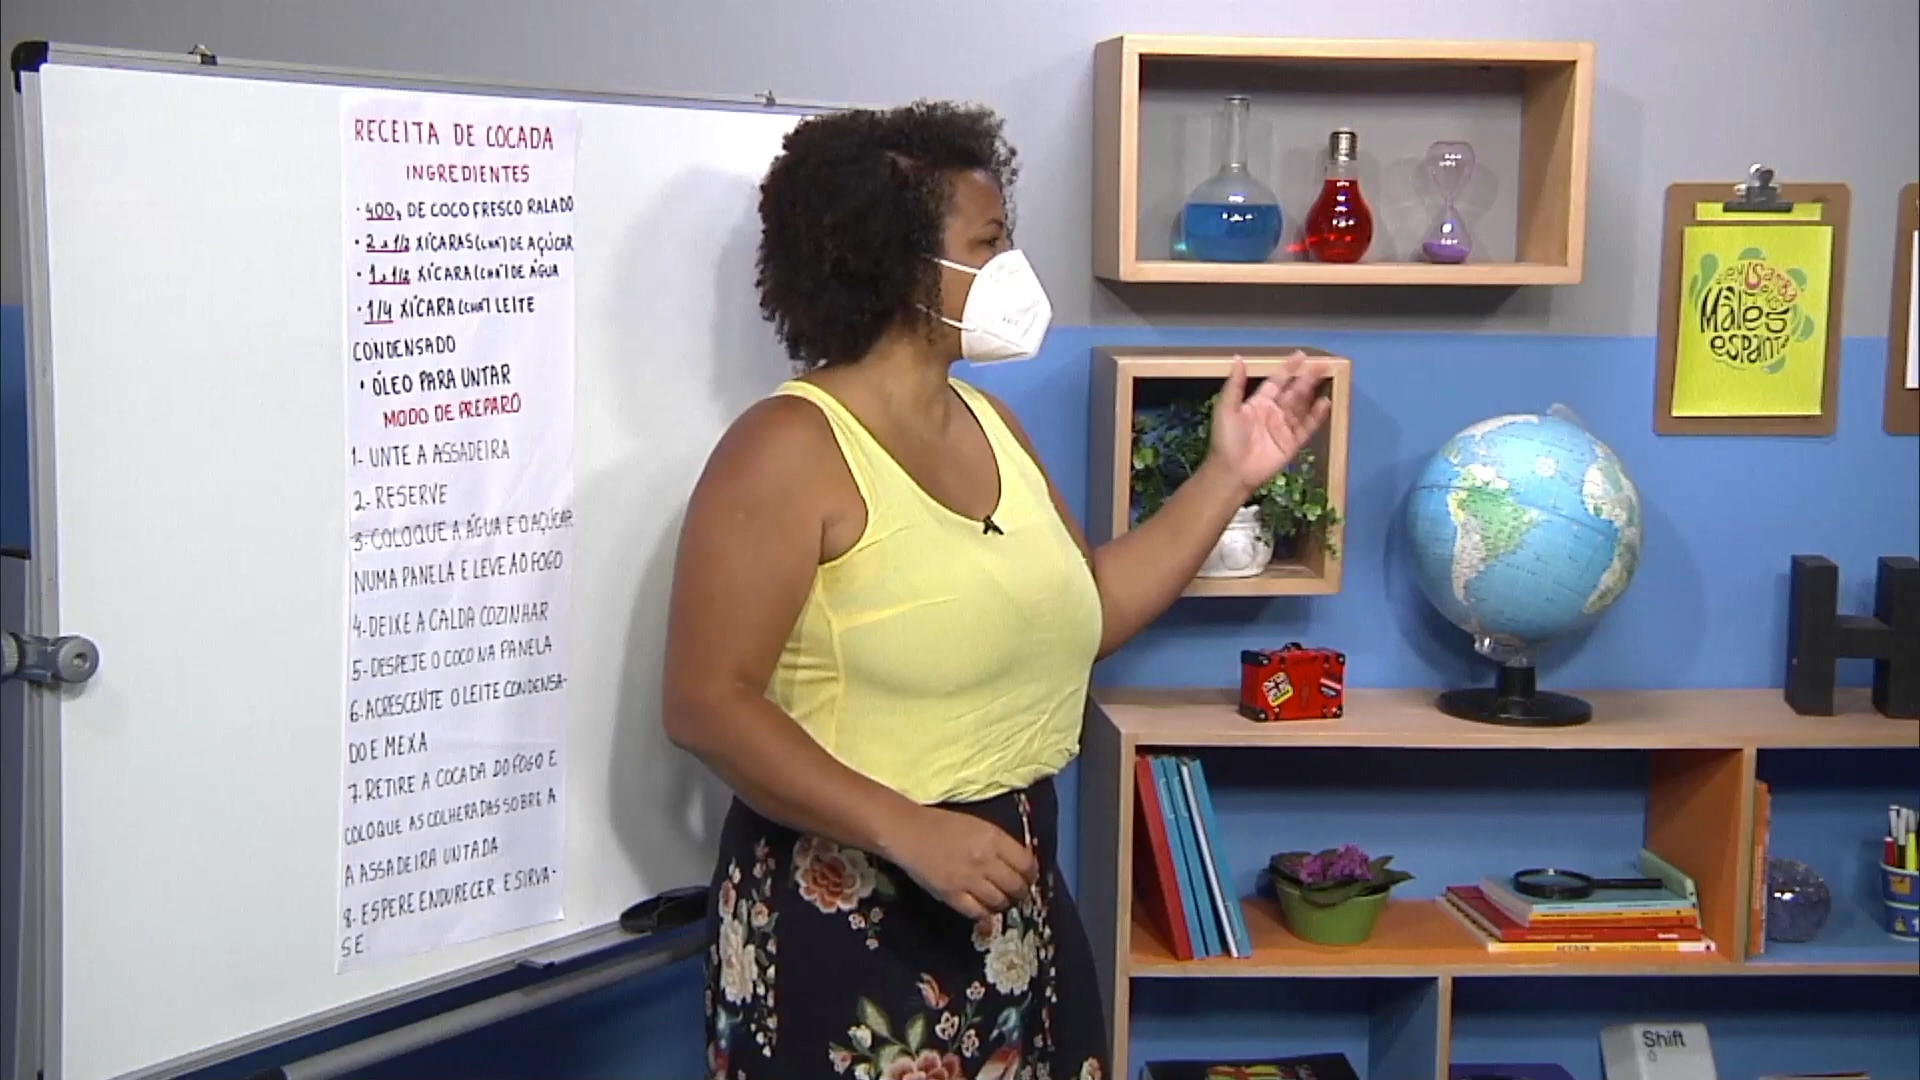 RECEITA DE COCADA
INGREDIENTES
• 400g DE COCO FRESCO RALADO
• 2 e 1/2 XÍCARAS (CHÁ) DE AÇÚCAR
• 1 e 1/2 XÍCARA (CHÁ) DE ÁGUA
• 1/4 XÍCARA (CHÁ) LEITE
CONDENSADO
• ÓLEO PARA UNTAR
MODO DE PREPARO
1- UNTE A ASSADEIRA
2- RESERVE
3- COLOQUE A ÁGUA E O AÇÚCAR
NUMA PANELA E LEVE AO FOGO
4- DEIXE A CALDA COZINHAR
5- DESPEJE O COCO NA PANELA
6- ACRESCENTE O LEITE CONDENSA-
DO E MEXA
7- RETIRE A COCADA DO FOGO E
COLOQUE AS COLHERADAS SOBRE A
A ASSADEIRA UNTADA
8- ESPERE ENDURECER E SIRVA-
SE
Males
espanta
H
Shift